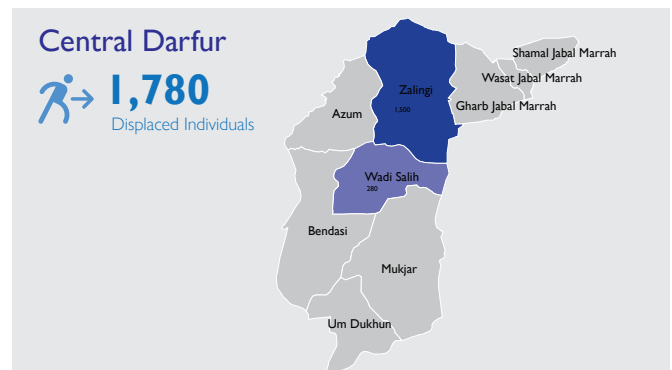 Central Darfur
1,780
Displaced Individuals
Shamal Jabal Marrah
Wasat Jabal Marrah
Zalingi
1,500
Gharb Jabal Marrah
Azum
Wadi Salih
280
Bendasi
Mukjar
Um Dukhun